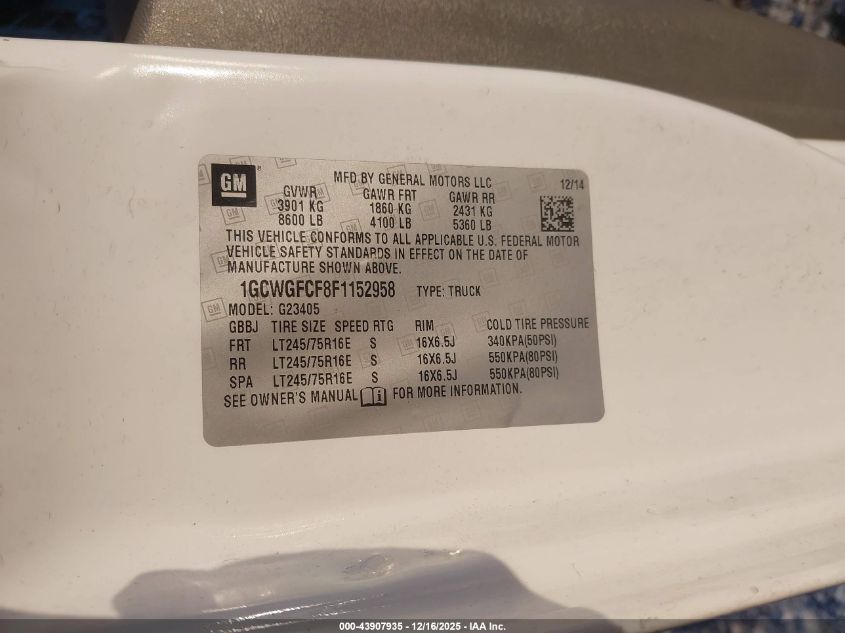 GM ® MFD BY GENERAL MOTORS LLC 12/14
GVWR GAWR FRT GAWR RR
3901 KG 1860 KG 2431 KG
8600 LB 4100 LB 5360 LB
THIS VEHICLE CONFORMS TO ALL APPLICABLE U.S. FEDERAL MOTOR
VEHICLE SAFETY STANDARDS IN EFFECT ON THE DATE OF
MANUFACTURE SHOWN ABOVE.
1GCWGFCF8F1152958 TYPE: TRUCK
MODEL: G23405
GBBJ TIRE SIZE SPEED RTG RIM COLD TIRE PRESSURE
FRT LT245/75R16E S 16X6.5J 340KPA(50PSI)
RR LT245/75R16E S 16X6.5J 550KPA(80PSI)
SPA LT245/75R16E S 16X6.5J 550KPA(80PSI)
SEE OWNER'S MANUAL i FOR MORE INFORMATION.
000-43907935 - 12/16/2025 - IAA Inc.